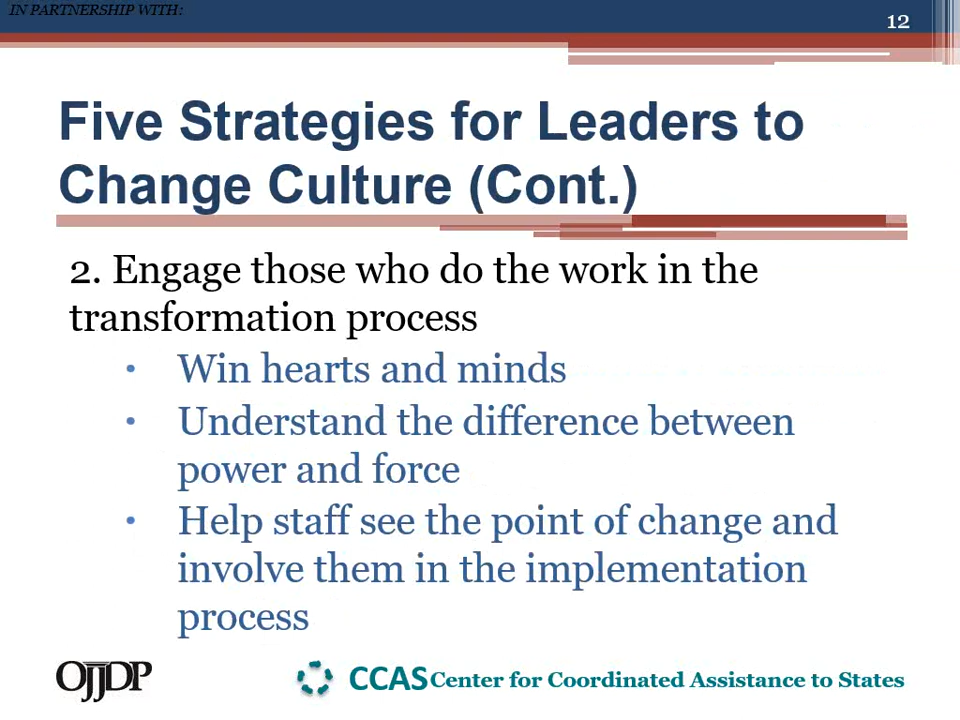 IN PARTNERSHIP WITH:
12
Five Strategies for Leaders to
Change Culture (Cont.)
2. Engage those who do the work in the
transformation process
• Win hearts and minds
• Understand the difference between
power and force
• Help staff see the point of change and
involve them in the implementation
process
OJJDP
CCAS Center for Coordinated Assistance to States